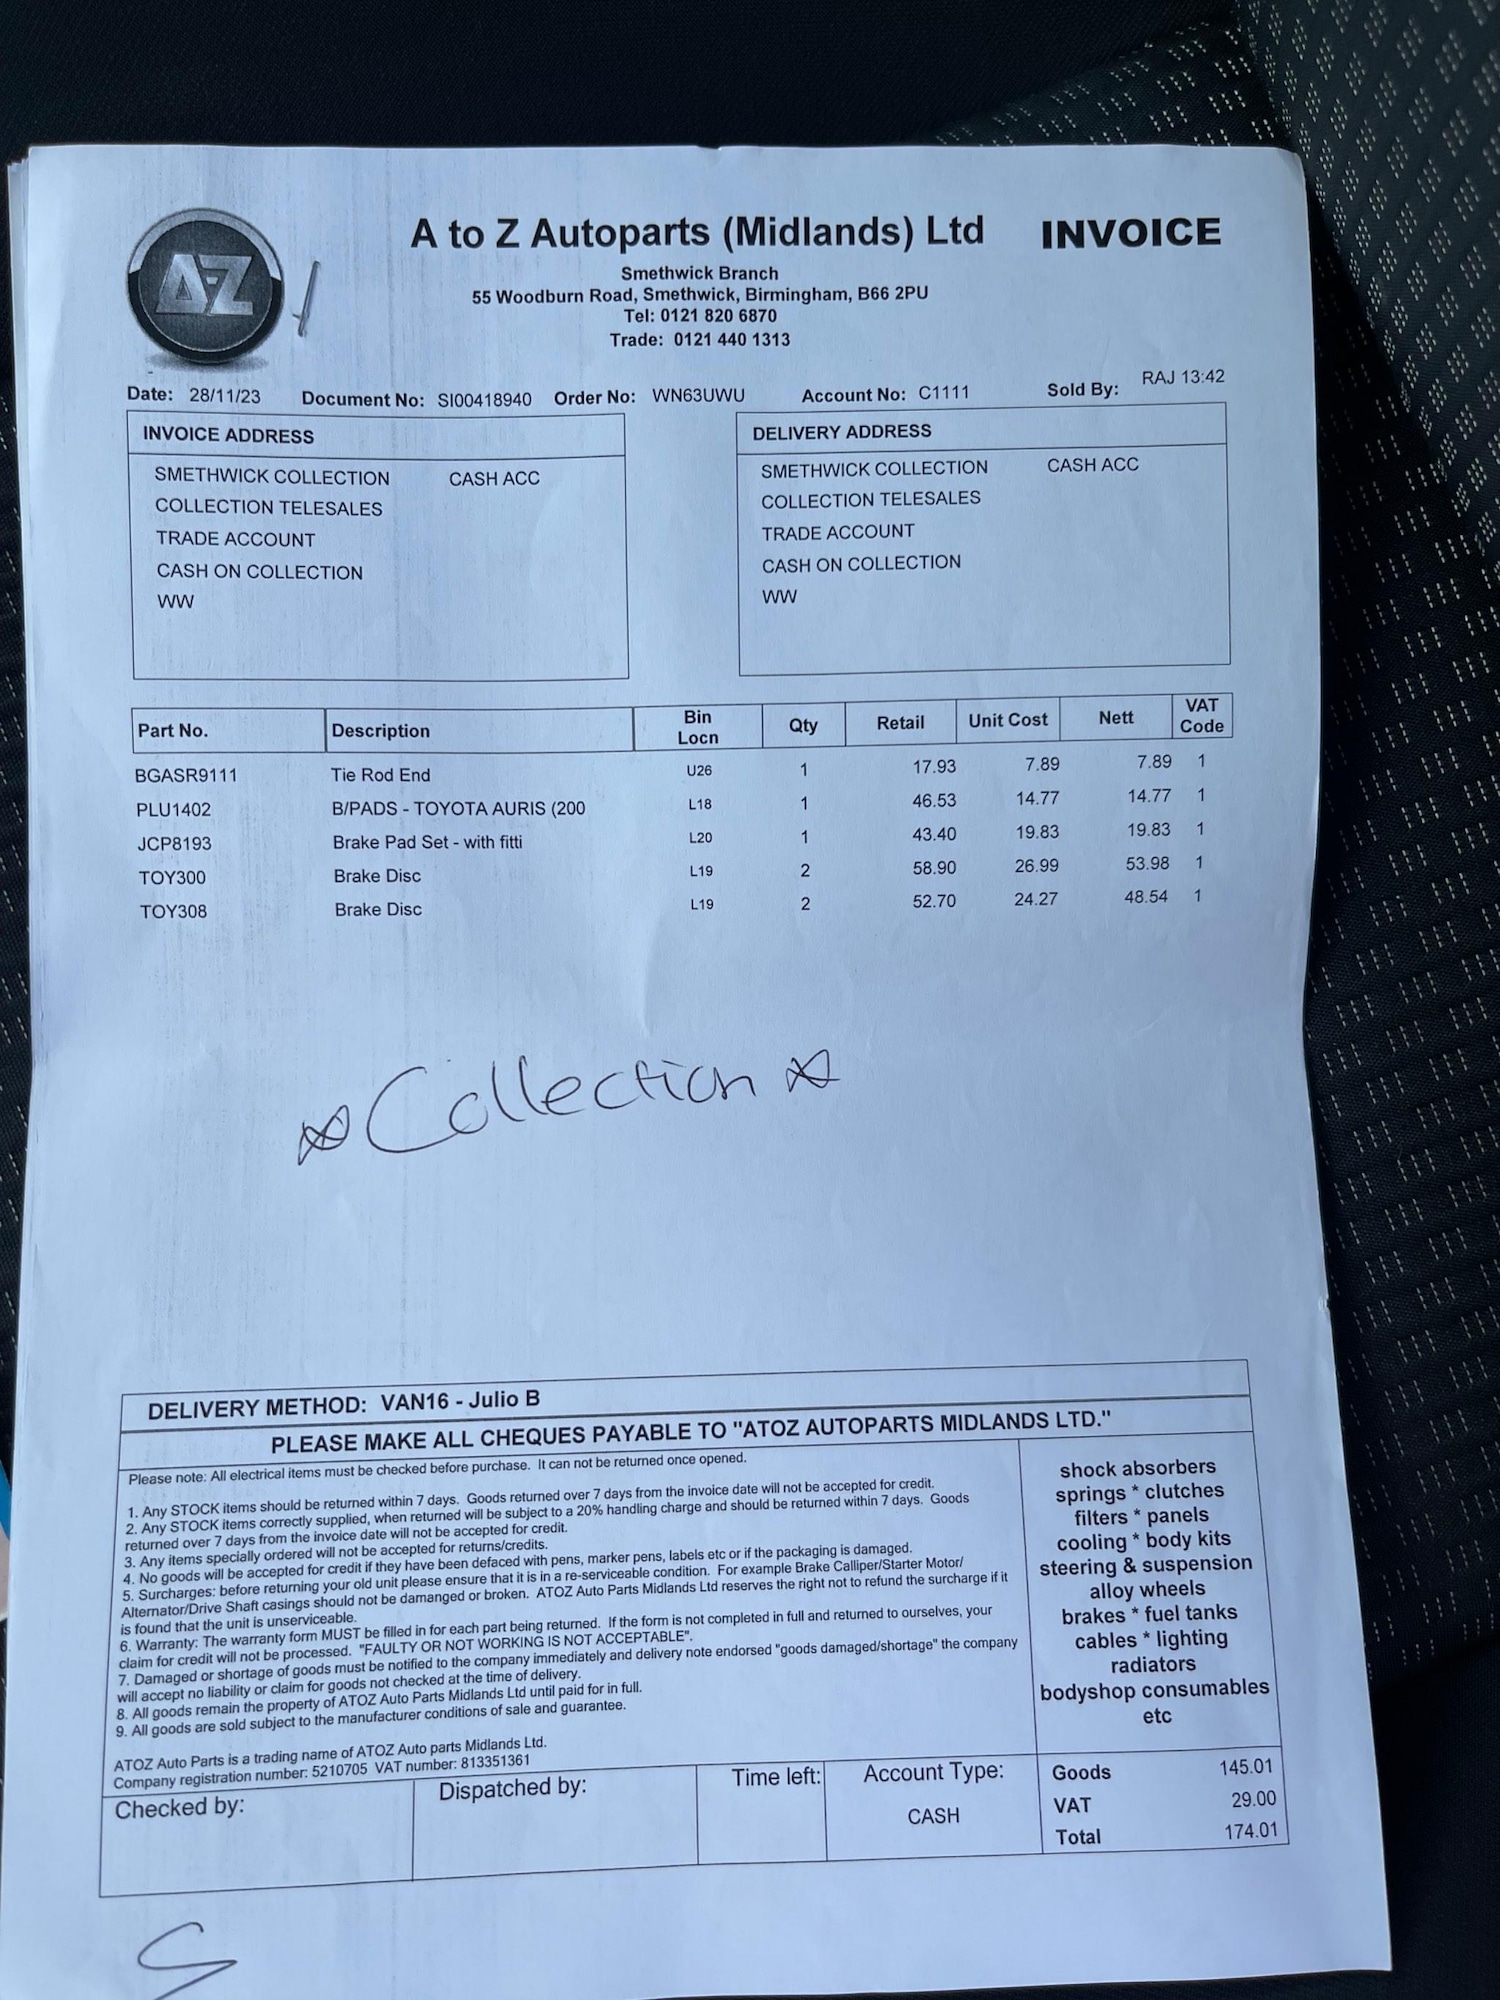 A to Z Autoparts (Midlands) Ltd INVOICE
A-Z
Smethwick Branch
55 Woodburn Road, Smethwick, Birmingham, B66 2PU
Tel: 0121 820 6870
Trade: 0121 440 1313
Date: 28/11/23 Document No: SI00418940 Order No: WN63UWU Account No: C1111 Sold By: RAJ 13:42
INVOICE ADDRESS
SMETHWICK COLLECTION CASH ACC
COLLECTION TELESALES
TRADE ACCOUNT
CASH ON COLLECTION
WW
DELIVERY ADDRESS
SMETHWICK COLLECTION CASH ACC
COLLECTION TELESALES
TRADE ACCOUNT
CASH ON COLLECTION
WW
Part No. Description Bin Locn Qty Retail Unit Cost Nett VAT Code
BGASR9111 Tie Rod End U26 1 17.93 7.89 7.89 1
PLU1402 B/PADS - TOYOTA AURIS (200 L18 1 46.53 14.77 14.77 1
JCP8193 Brake Pad Set - with fitti L20 1 43.40 19.83 19.83 1
TOY300 Brake Disc L19 2 58.90 26.99 53.98 1
TOY308 Brake Disc L19 2 52.70 24.27 48.54 1
Collection
DELIVERY METHOD: VAN16 - Julio B
PLEASE MAKE ALL CHEQUES PAYABLE TO "ATOZ AUTOPARTS MIDLANDS LTD."
Please note: All electrical items must be checked before purchase. It can not be returned once opened.
1. Any STOCK items should be returned within 7 days. Goods returned over 7 days from the invoice date will not be accepted for credit.
2. Any STOCK items correctly supplied, when returned will be subject to a 20% handling charge and should be returned within 7 days. Goods
returned over 7 days from the invoice date will not be accepted for credit.
3. Any items specially ordered will not be accepted for returns/credits.
4. No goods will be accepted for credit if they have been defaced with pens, marker pens, labels etc or if the packaging is damaged.
5. Surcharges: before returning your old unit please ensure that it is in a re-serviceable condition. For example Brake Calliper/Starter Motor/
Alternator/Drive Shaft casings should not be damanged or broken. ATOZ Auto Parts Midlands Ltd reserves the right not to refund the surcharge if it
is found that the unit is unserviceable.
6. Warranty: The warranty form MUST be filled in for each part being returned. If the form is not completed in full and returned to ourselves, your
claim for credit will not be processed. "FAULTY OR NOT WORKING IS NOT ACCEPTABLE".
7. Damaged or shortage of goods must be notified to the company immediately and delivery note endorsed "goods damaged/shortage" the company
will accept no liability or claim for goods not checked at the time of delivery.
8. All goods remain the property of ATOZ Auto Parts Midlands Ltd until paid for in full.
9. All goods are sold subject to the manufacturer conditions of sale and guarantee.
ATOZ Auto Parts is a trading name of ATOZ Auto parts Midlands Ltd.
Company registration number: 5210705 VAT number: 813351361
shock absorbers
springs * clutches
filters * panels
cooling * body kits
steering & suspension
alloy wheels
brakes * fuel tanks
cables * lighting
radiators
bodyshop consumables
etc
Checked by: Dispatched by: Time left: Account Type:
CASH
Goods 145.01
VAT 29.00
Total 174.01